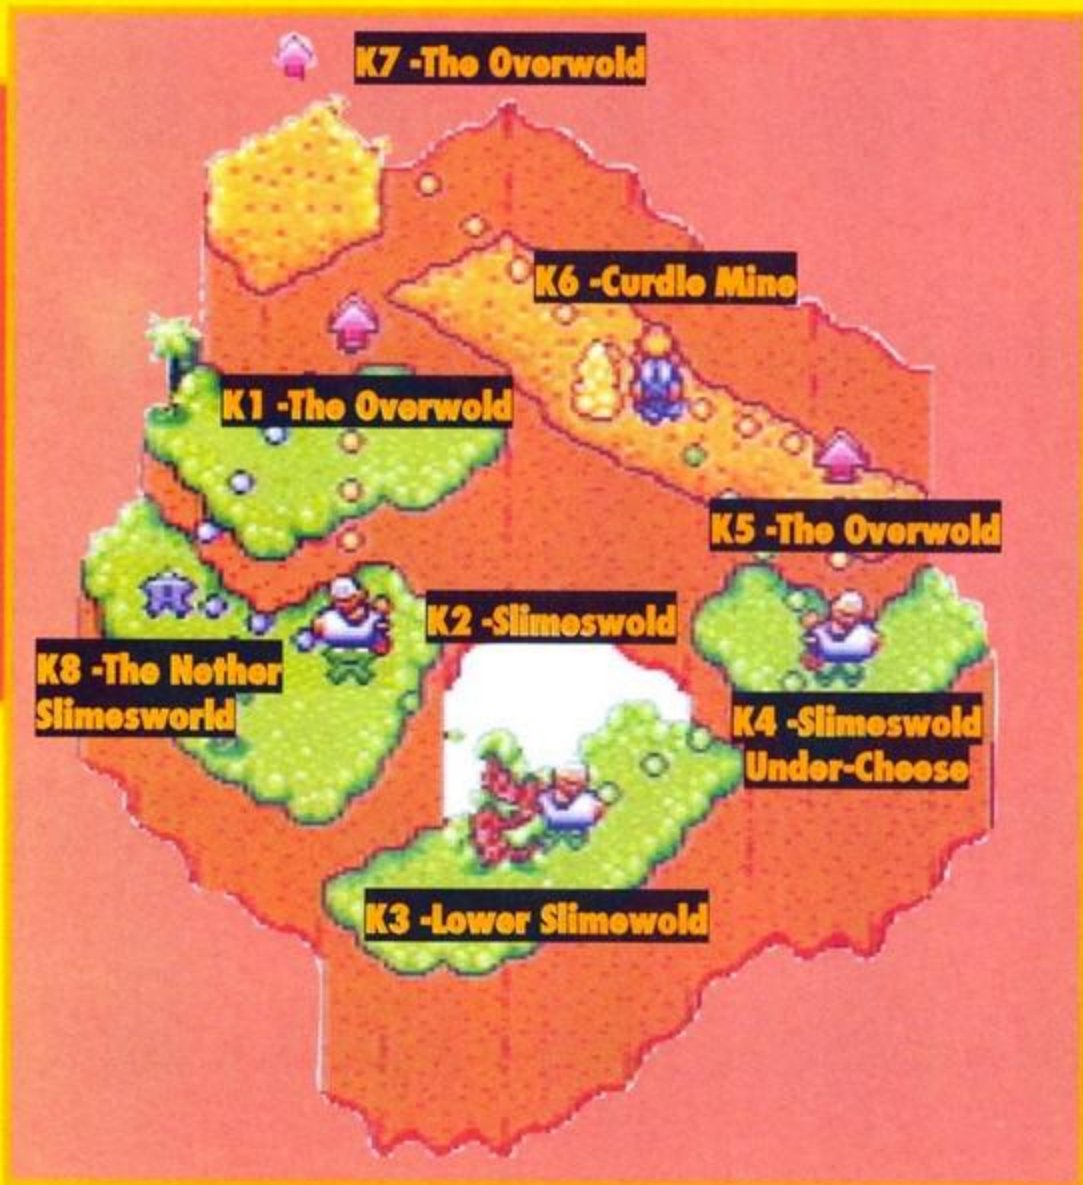 K7 -The Overwold
K6 -Curdle Mine
K1 -The Overwold
K5 -The Overwold
K2 -Slimeswold
K8 -The Nether
Slimesworld
K4 -Slimeswold
Under-Cheese
K3 -Lower Slimewold